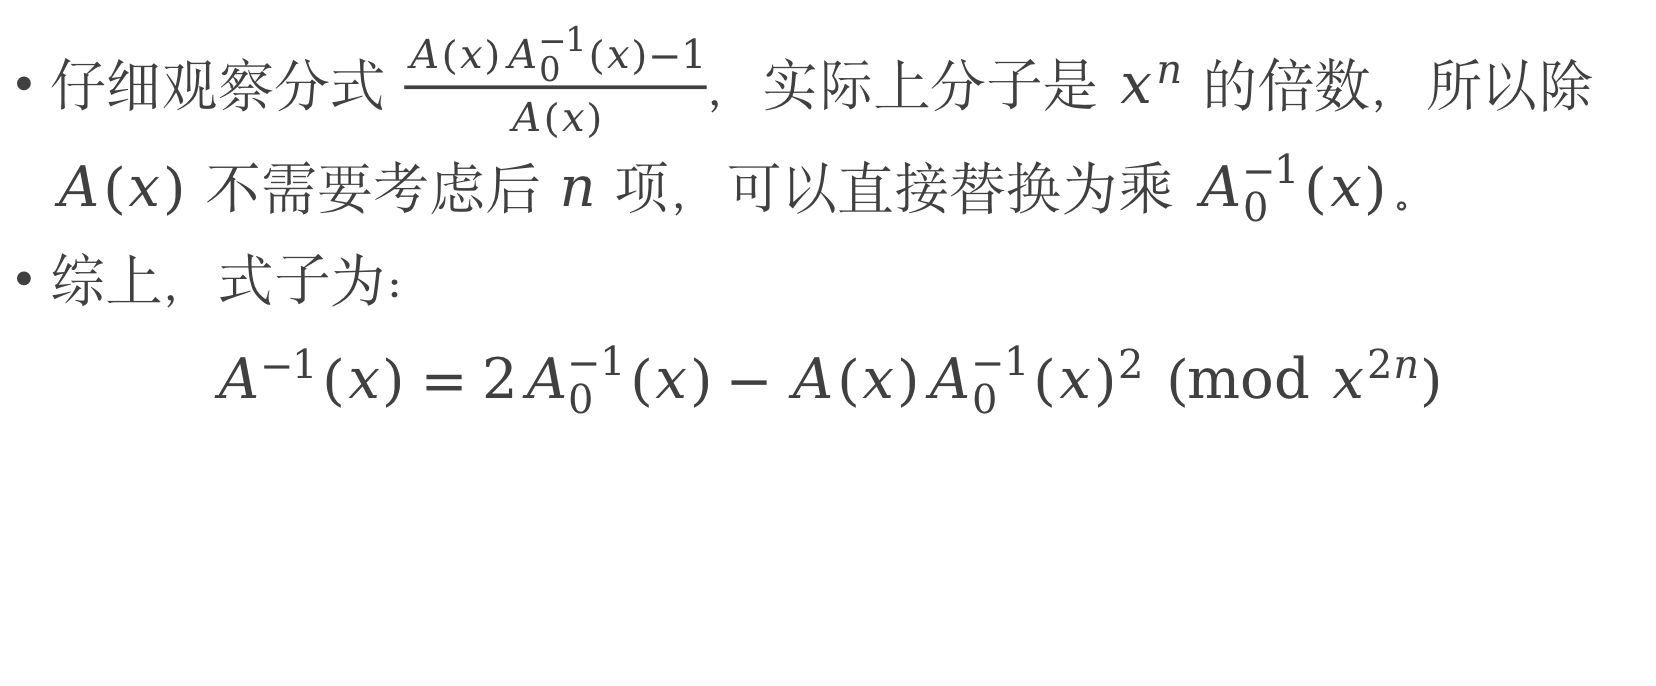 • 仔细观察分式 $\frac{A(x)A_0^{-1}(x)-1}{A(x)}$，实际上分子是 $x^n$ 的倍数，所以除
$A(x)$ 不需要考虑后 $n$ 项，可以直接替换为乘 $A_0^{-1}(x)$。
• 综上，式子为：
$A^{-1}(x) = 2A_0^{-1}(x) - A(x)A_0^{-1}(x)^2 \ (\mathrm{mod}\ x^{2n})$